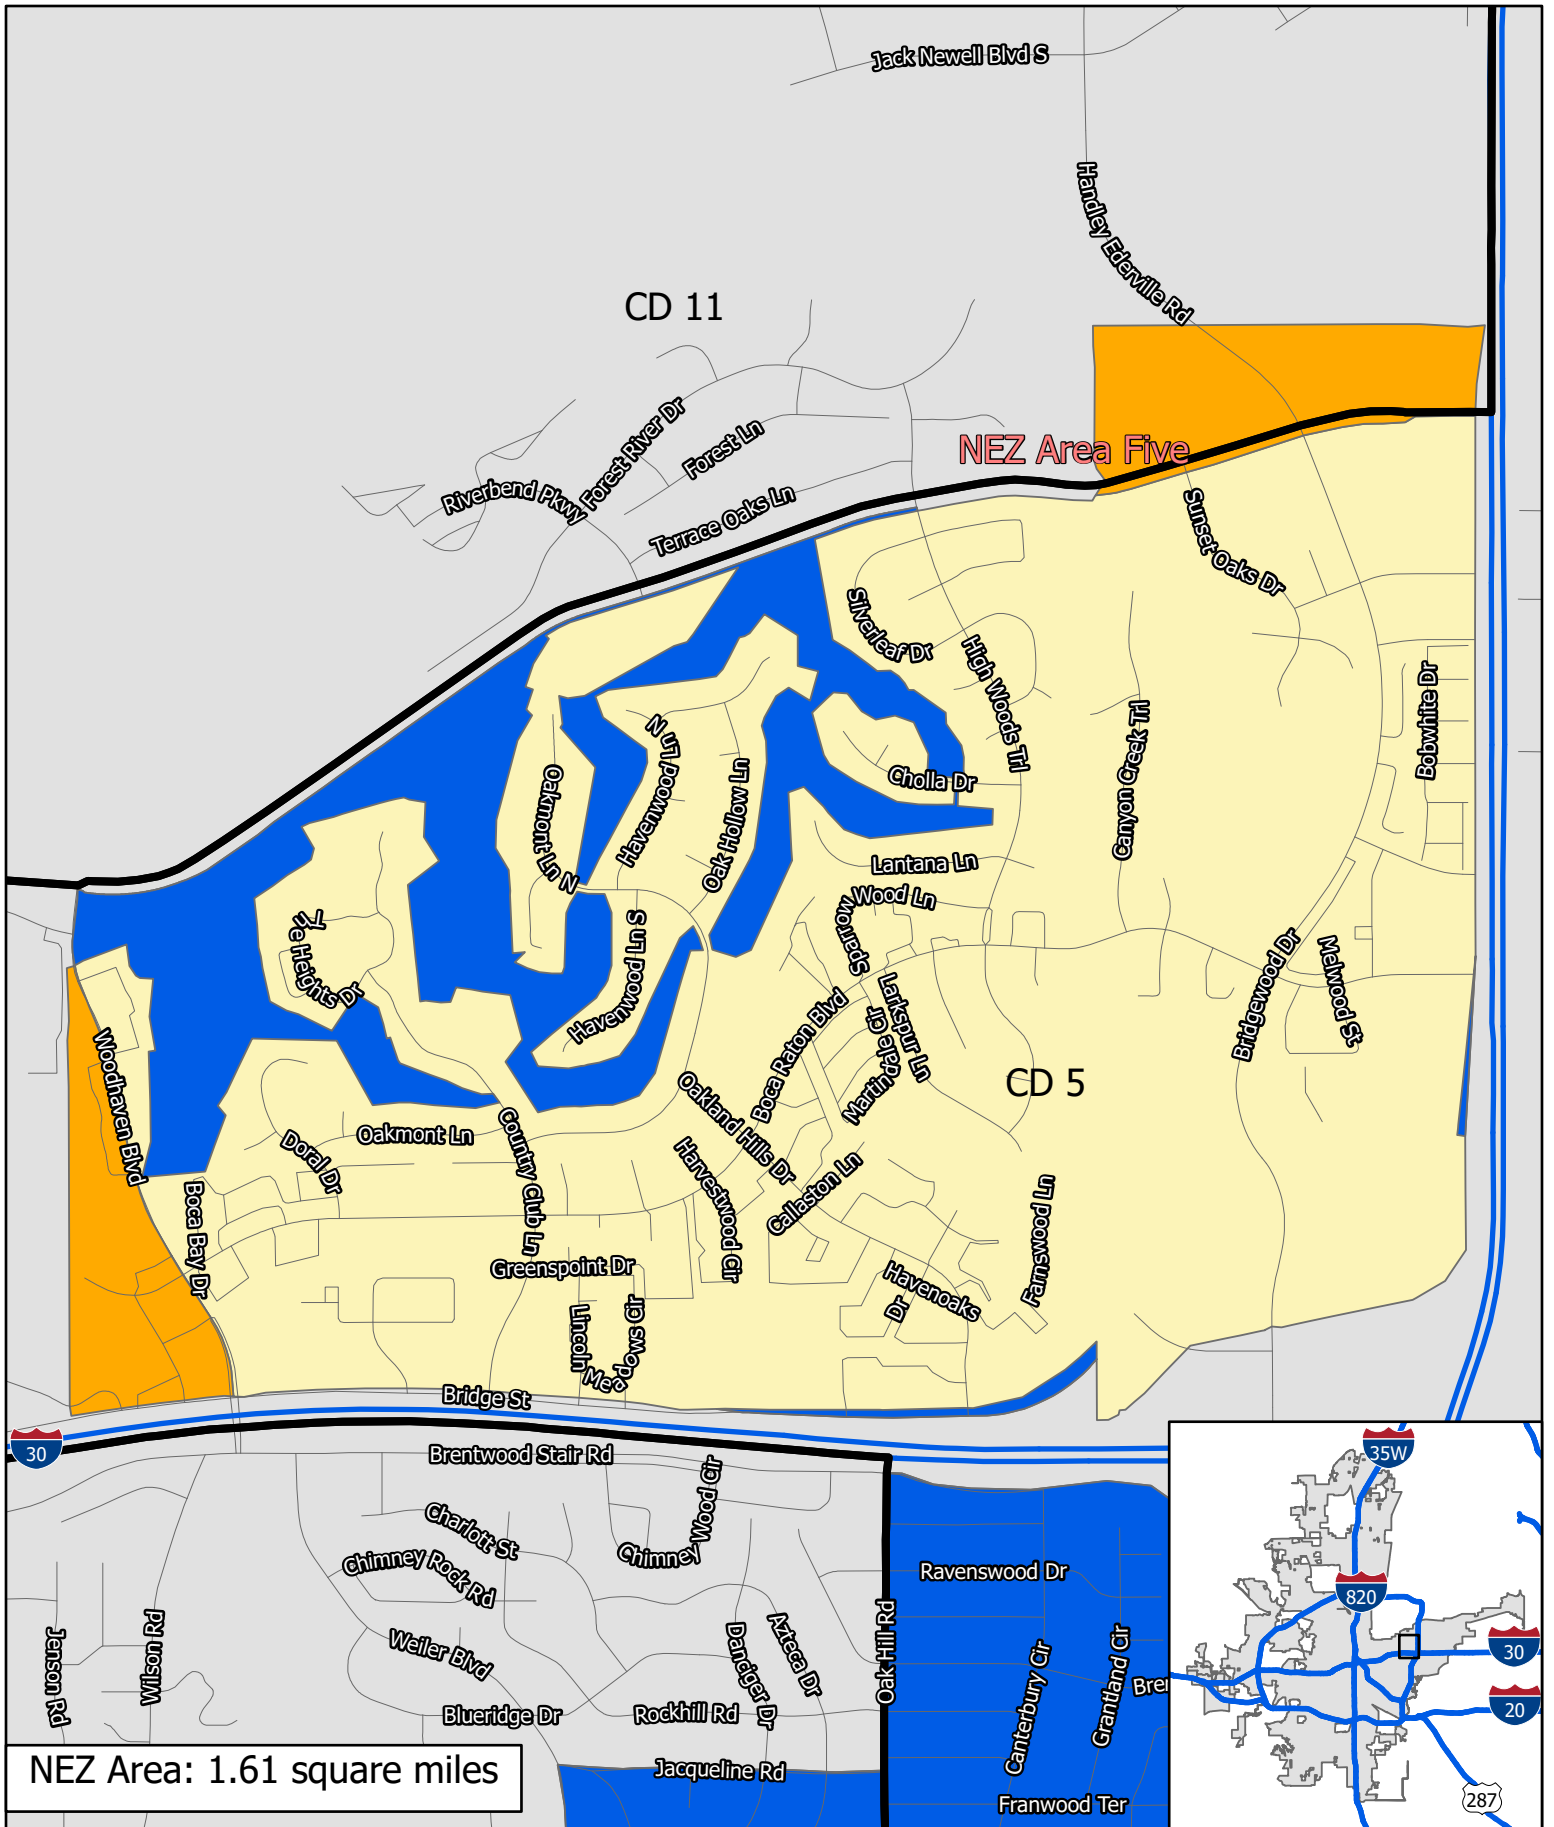 Jack Newell Blvd S
Handley Ederville Rd
CD 11
NEZ Area Five
Forest River Dr
Forest Ln
Riverbend Pkwy
Terrace Oaks Ln
Sunset Oaks Dr
Silverleaf Dr
High Woods Trl
Bobwhite Dr
Canyon Creek Trl
Havenwood Ln N
Oakmont Ln N
Oak Hollow Ln
Cholla Dr
Lantana Ln
Sparrow Wood Ln
The Heights Dr
Havenwood Ln S
Bridgewood Dr
Melwood St
Larkspur Ln
Boca Raton Blvd
Martindale Cir
Woodhaven Blvd
CD 5
Oakland Hills Dr
Oakmont Ln
Doral Dr
Country Club Ln
Harvestwood Cir
Callaston Ln
Farnswood Ln
Boca Bay Dr
Greenspoint Dr
Havenoaks
Dr
Lincoln Meadows Cir
Bridge St
30
Brentwood Stair Rd
Chimney Wood Cir
Charlott St
Chimney Rock Rd
Ravenswood Dr
Jenson Rd
Wilson Rd
Weiler Blvd
Danciger Dr
Azteca Dr
Oak Hill Rd
Canterbury Cir
Grantland Cir
Bre
Blueridge Dr
Rockhill Rd
Jacqueline Rd
Franwood Ter
NEZ Area: 1.61 square miles
35W
820
30
20
287